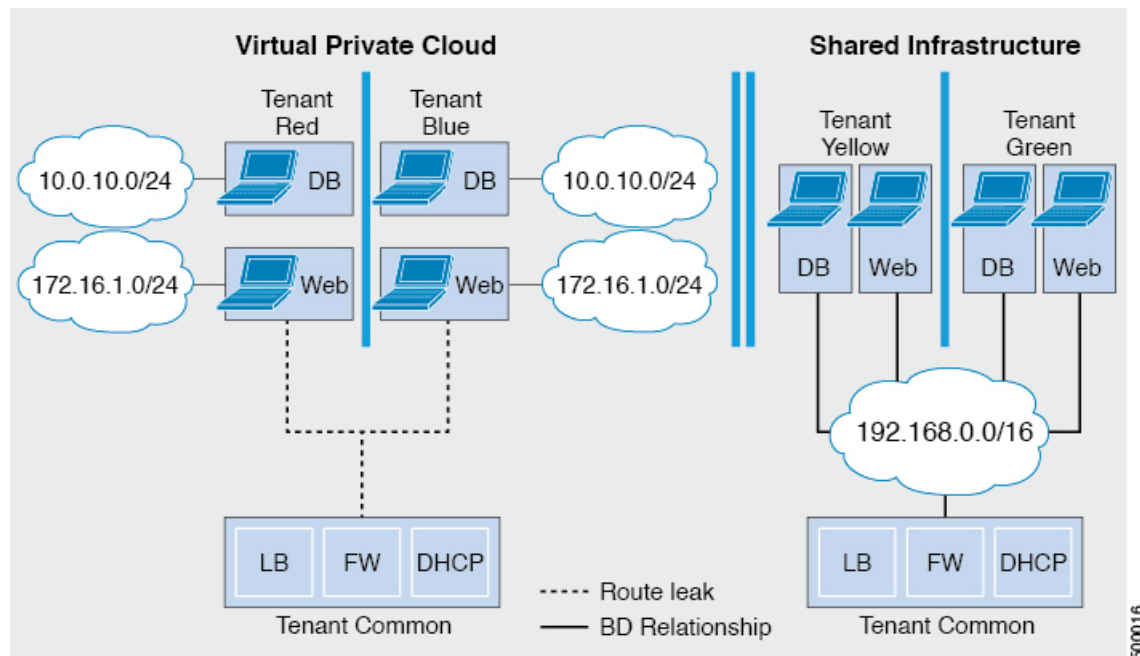 Virtual Private Cloud
Tenant
Red
Tenant
Blue
10.0.10.0/24
DB
DB
10.0.10.0/24
172.16.1.0/24
Web
Web
172.16.1.0/24
LB
FW
DHCP
Tenant Common
Route leak
BD Relationship
Shared Infrastructure
Tenant
Yellow
Tenant
Green
DB
Web
DB
Web
192.168.0.0/16
LB
FW
DHCP
Tenant Common